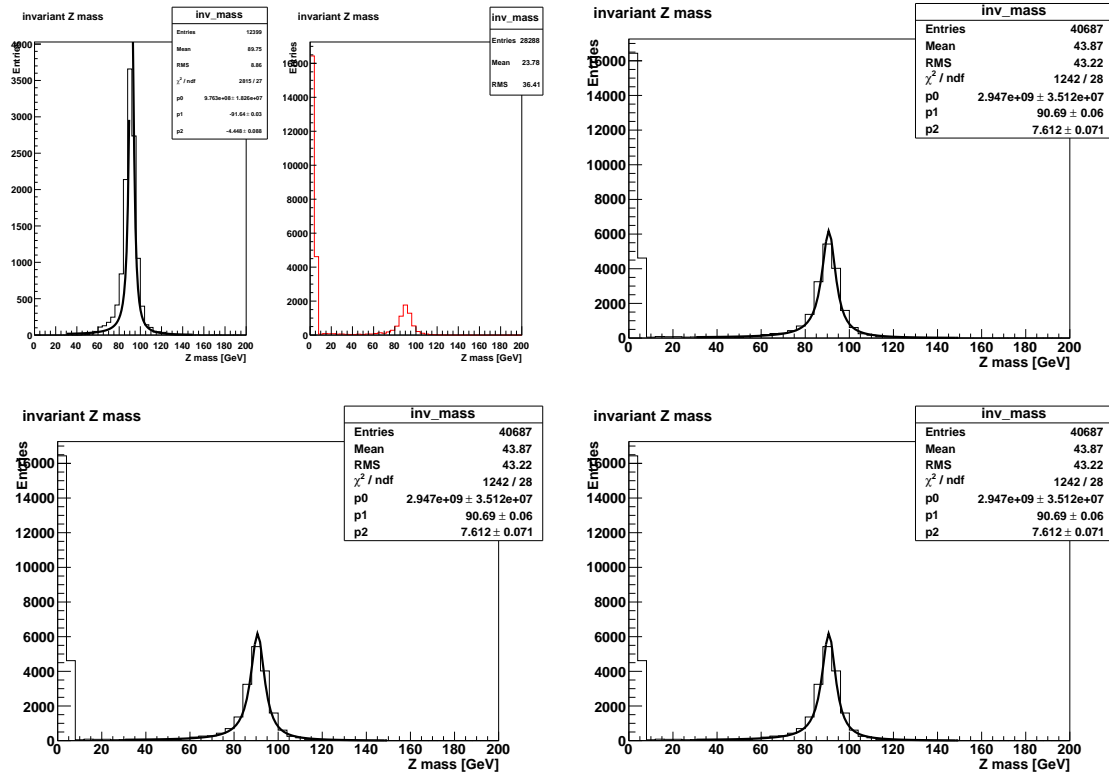 invariant Z mass
inv_mass
Entries 12399
Mean 89.75
RMS 8.86
χ² / ndf 2815 / 27
p0 9.763e+08 ± 1.826e+07
p1 -91.64 ± 0.03
p2 -4.448 ± 0.088
Entries
4000
3500
3000
2500
2000
1500
1000
500
0
0 20 40 60 80 100 120 140 160 180 200
Z mass [GeV]
invariant Z mass
inv_mass
Entries 28288
Mean 23.78
RMS 36.41
Entries
16000
14000
12000
10000
8000
6000
4000
2000
0
0 20 40 60 80 100 120 140 160 180 200
Z mass [GeV]
invariant Z mass
inv_mass
Entries 40687
Mean 43.87
RMS 43.22
χ² / ndf 1242 / 28
p0 2.947e+09 ± 3.512e+07
p1 90.69 ± 0.06
p2 7.612 ± 0.071
Entries
16000
14000
12000
10000
8000
6000
4000
2000
0
0 20 40 60 80 100 120 140 160 180 200
Z mass [GeV]
invariant Z mass
inv_mass
Entries 40687
Mean 43.87
RMS 43.22
χ² / ndf 1242 / 28
p0 2.947e+09 ± 3.512e+07
p1 90.69 ± 0.06
p2 7.612 ± 0.071
Entries
16000
14000
12000
10000
8000
6000
4000
2000
0
0 20 40 60 80 100 120 140 160 180 200
Z mass [GeV]
invariant Z mass
inv_mass
Entries 40687
Mean 43.87
RMS 43.22
χ² / ndf 1242 / 28
p0 2.947e+09 ± 3.512e+07
p1 90.69 ± 0.06
p2 7.612 ± 0.071
Entries
16000
14000
12000
10000
8000
6000
4000
2000
0
0 20 40 60 80 100 120 140 160 180 200
Z mass [GeV]